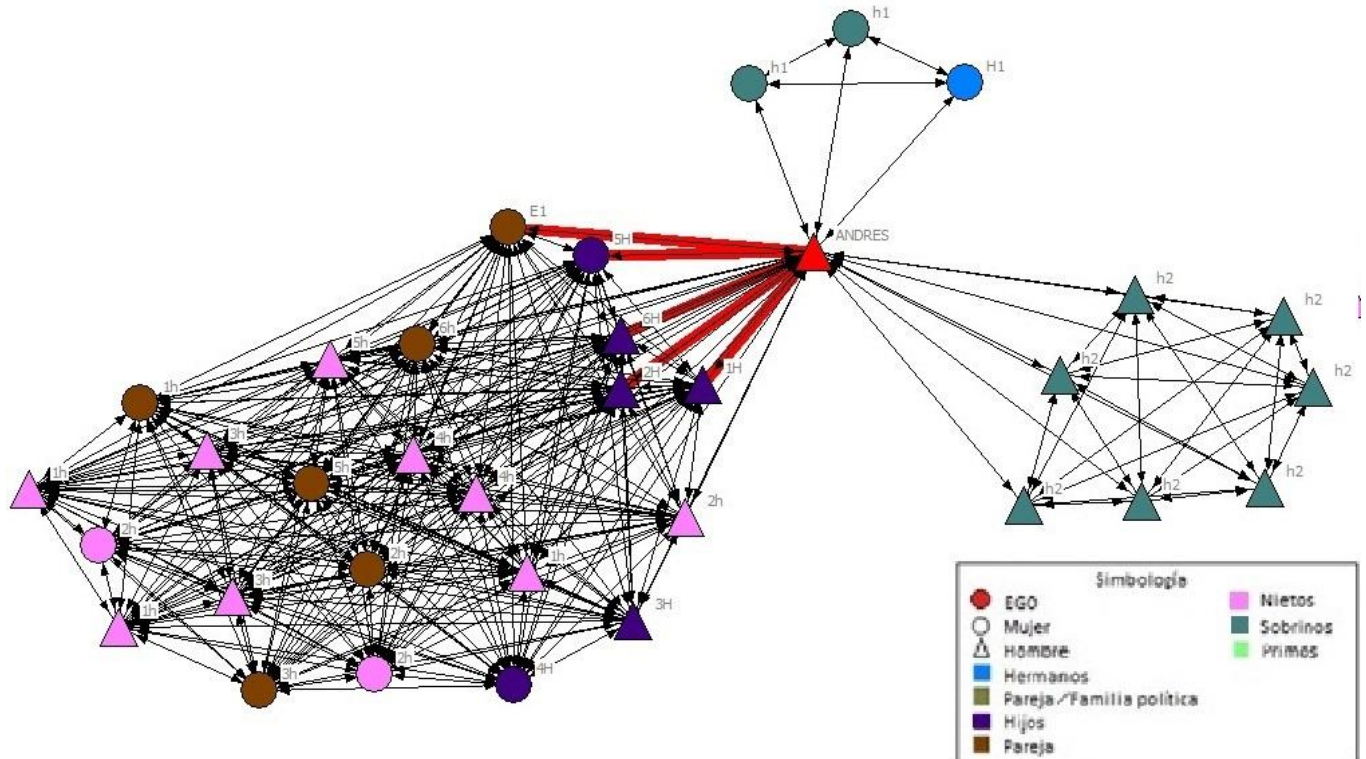 h1
h1
H1
E1
5H
ANDRES
6H
6h
5h
2H
1H
1h
3h
4h
5h
4h
1h
2h
2h
2h
1h
3h
1h
3H
3h
2h
4H
h2
h2
h2
h2
h2
h2
h2
Simbología
EGO
Mujer
Hombre
Hermanos
Pareja/Familia política
Hijos
Pareja
Nietos
Sobrinos
Primos